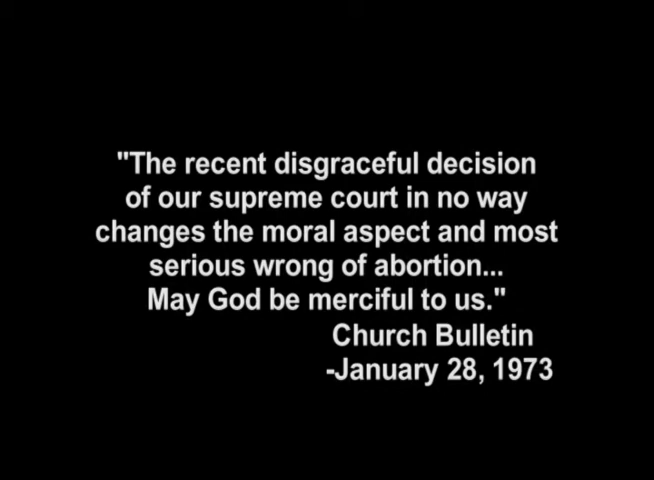 "The recent disgraceful decision
of our supreme court in no way
changes the moral aspect and most
serious wrong of abortion...
May God be merciful to us."
Church Bulletin
-January 28, 1973